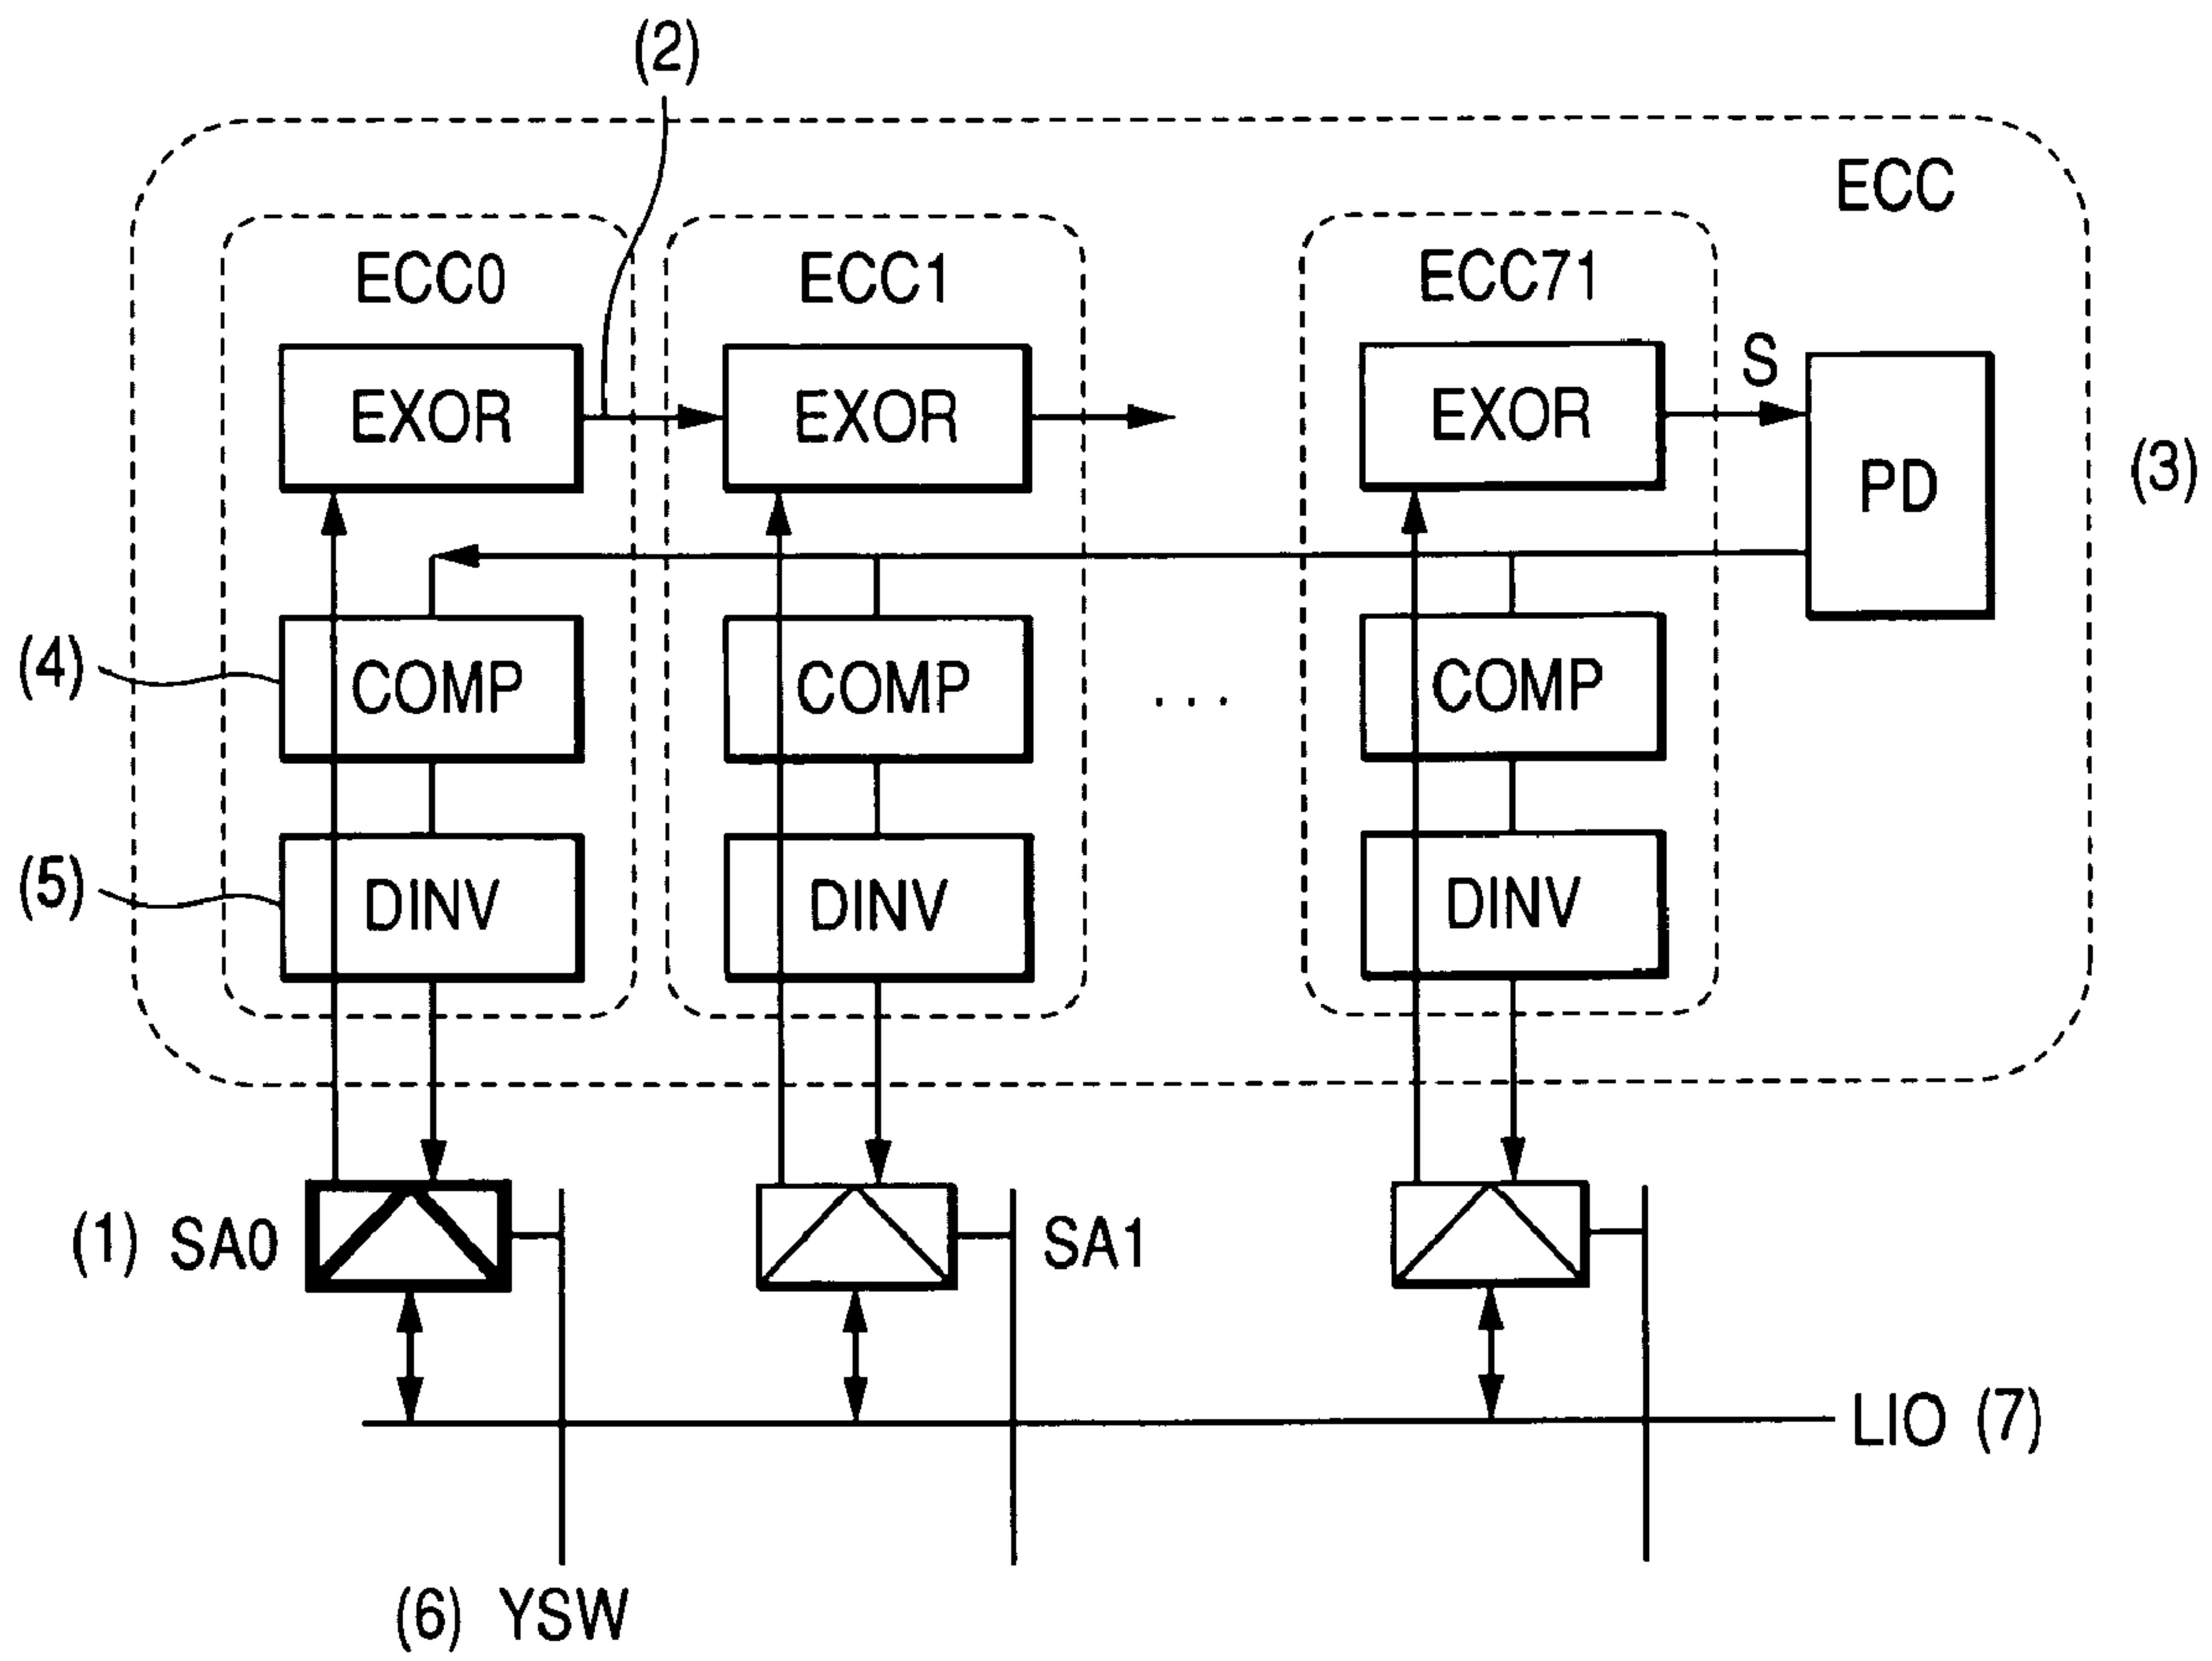 (2)
ECC
ECC0
ECC1
ECC71
EXOR
EXOR
EXOR
S
PD
(3)
(4)
COMP
COMP
...
COMP
(5)
DINV
DINV
DINV
(1) SA0
SA1
LIO (7)
(6) YSW